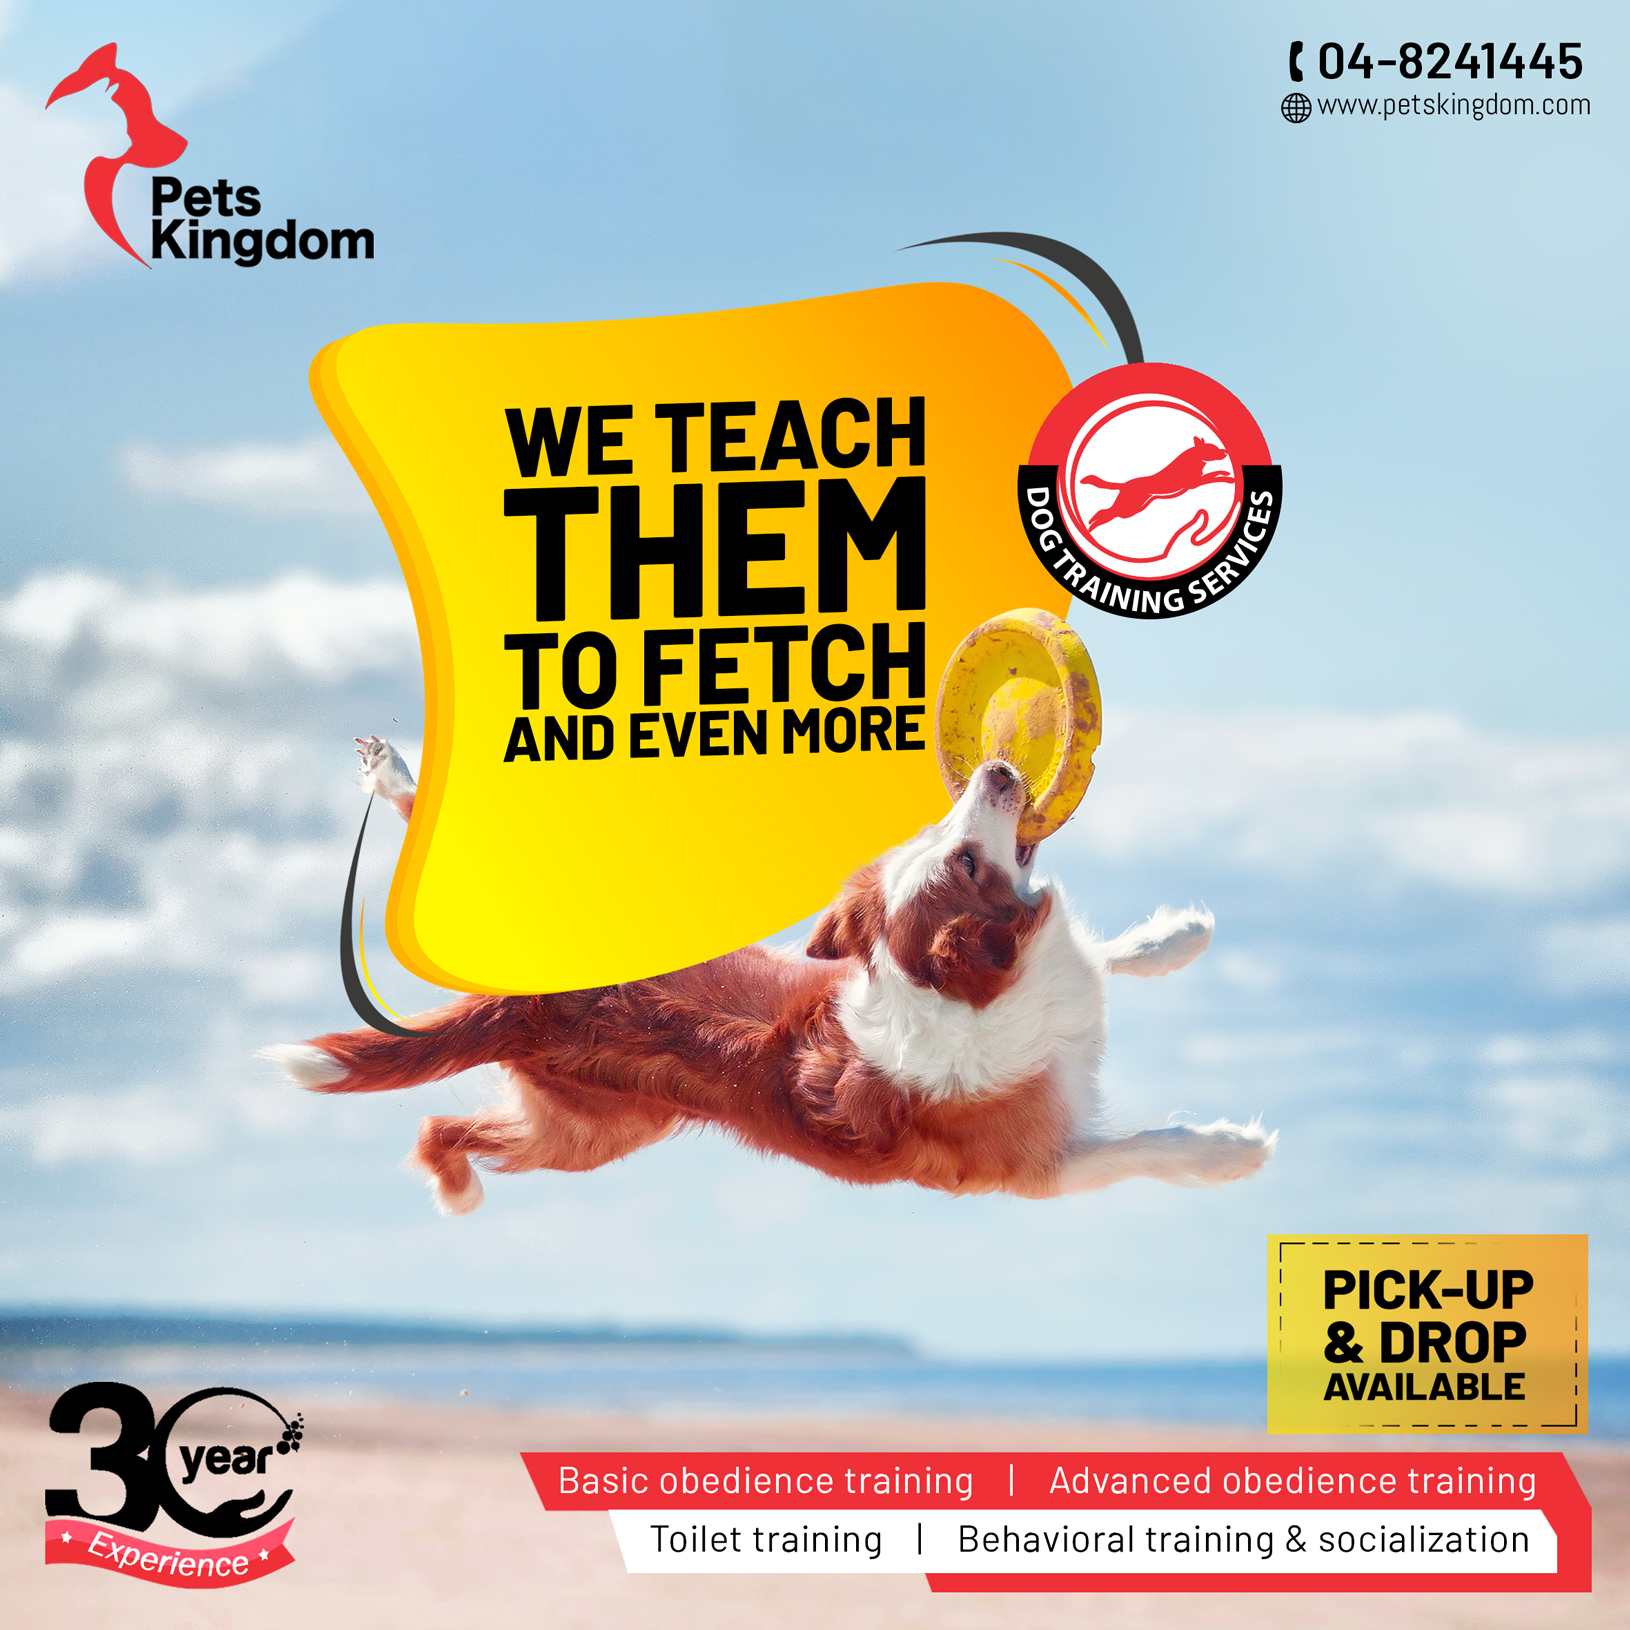 Pets
Kingdom
04-8241445
www.petskingdom.com
WE TEACH
THEM
TO FETCH
AND EVEN MORE
DOG TRAINING SERVICES
PICK-UP
& DROP
AVAILABLE
30 year
Experience
Basic obedience training | Advanced obedience training
Toilet training | Behavioral training & socialization